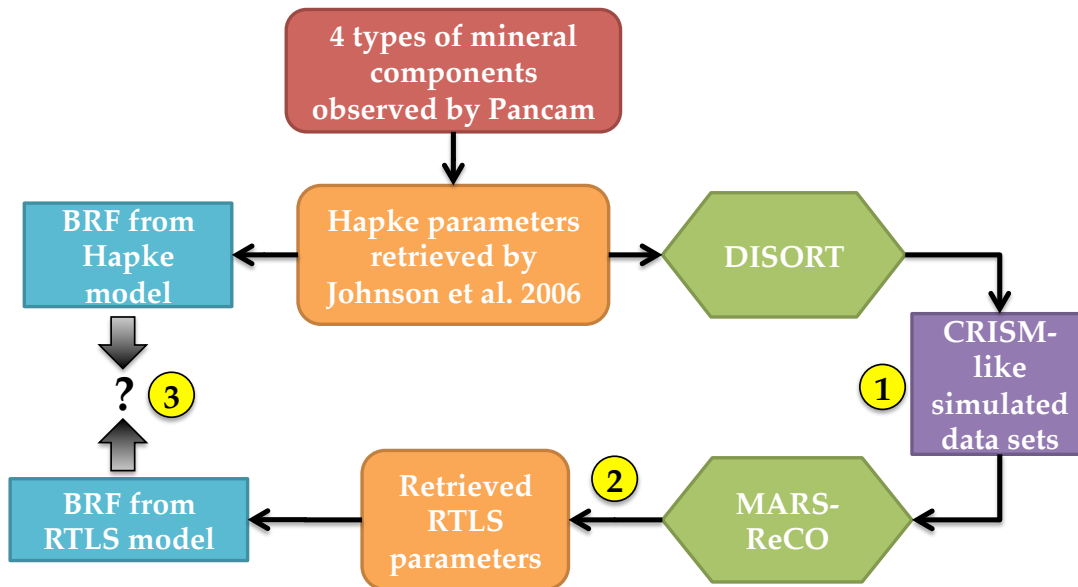 4 types of mineral
components
observed by Pancam
BRF from
Hapke
model
Hapke parameters
retrieved by
Johnson et al. 2006
DISORT
CRISM-
like
simulated
data sets
1
? 3
BRF from
RTLS model
Retrieved
RTLS
parameters
2
MARS-
ReCO